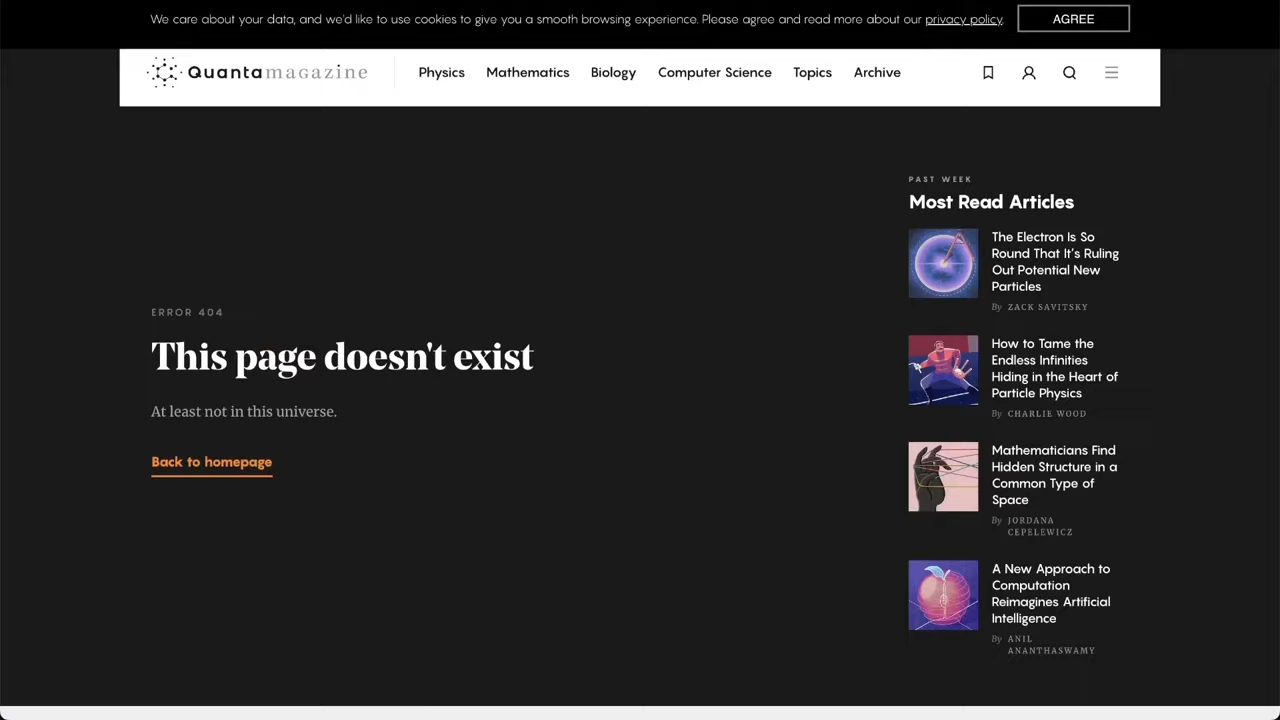 We care about your data, and we'd like to use cookies to give you a smooth browsing experience. Please agree and read more about our privacy policy.
AGREE
Quantamagazine
Physics
Mathematics
Biology
Computer Science
Topics
Archive
ERROR 404
This page doesn't exist
At least not in this universe.
Back to homepage
PAST WEEK
Most Read Articles
The Electron Is So
Round That It's Ruling
Out Potential New
Particles
By ZACK SAVITSKY
How to Tame the
Endless Infinities
Hiding in the Heart of
Particle Physics
By CHARLIE WOOD
Mathematicians Find
Hidden Structure in a
Common Type of
Space
By JORDANA
CEPELEWICZ
A New Approach to
Computation
Reimagines Artificial
Intelligence
By ANIL
ANANTHASWAMY